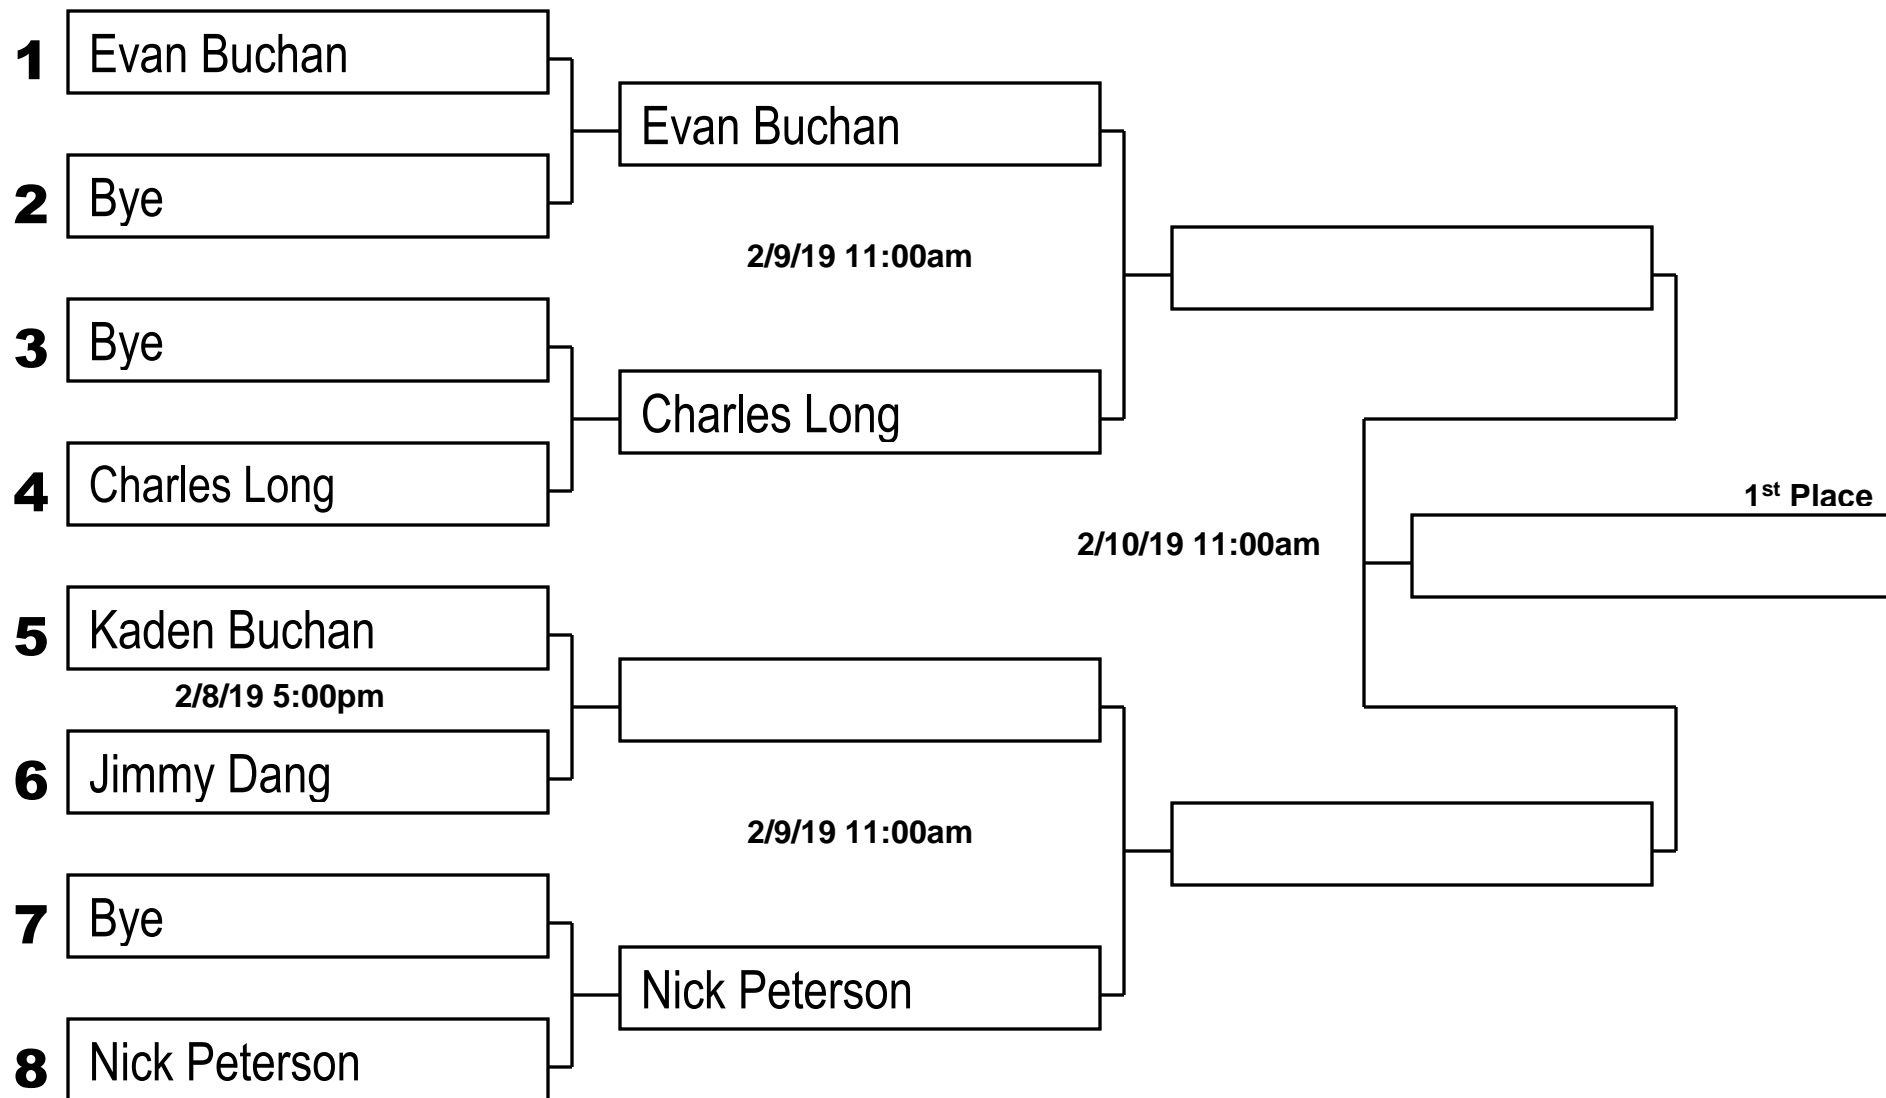 1 Evan Buchan
Evan Buchan
2 Bye
2/9/19 11:00am
3 Bye
Charles Long
4 Charles Long
1st Place
2/10/19 11:00am
5 Kaden Buchan
2/8/19 5:00pm
6 Jimmy Dang
2/9/19 11:00am
7 Bye
Nick Peterson
8 Nick Peterson